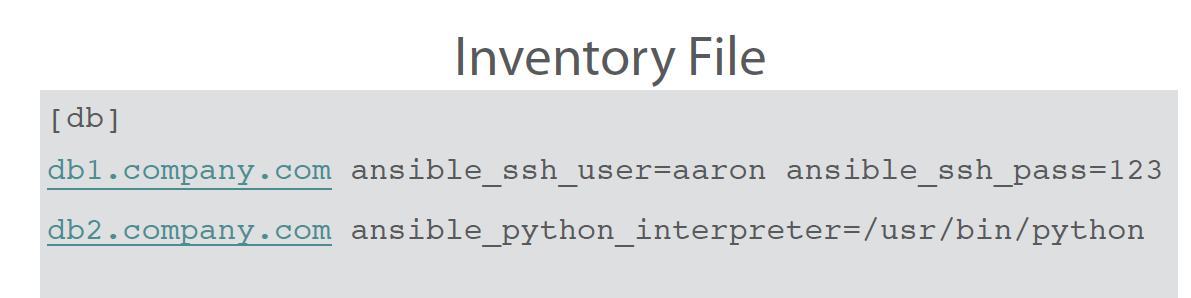 Inventory File
[db]
db1.company.com ansible_ssh_user=aaron ansible_ssh_pass=123
db2.company.com ansible_python_interpreter=/usr/bin/python